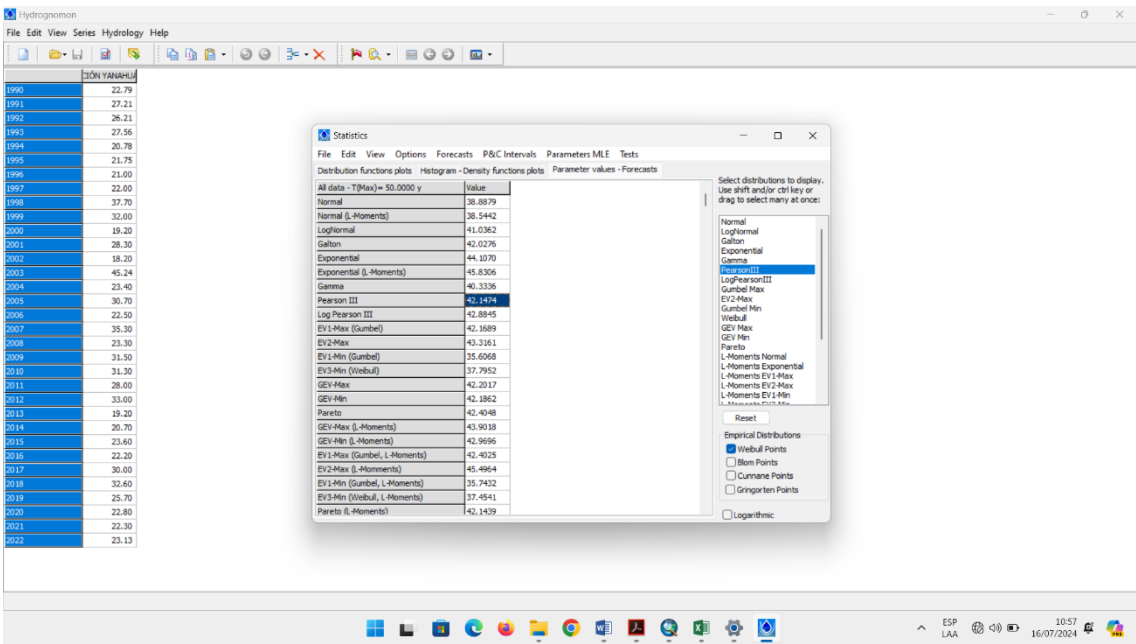 Hydrognomon
File Edit View Series Hydrology Help
CIÓN YANAHUA
1990 22.79
1991 27.21
1992 26.21
1993 27.56
1994 20.78
1995 21.75
1996 21.00
1997 22.00
1998 37.70
1999 32.00
2000 19.20
2001 28.30
2002 18.20
2003 45.24
2004 23.40
2005 30.70
2006 22.50
2007 35.30
2008 23.30
2009 31.50
2010 31.30
2011 28.00
2012 33.00
2013 19.20
2014 20.70
2015 23.60
2016 22.20
2017 30.00
2018 32.60
2019 25.70
2020 22.80
2021 22.30
2022 23.13
Statistics
File Edit View Options Forecasts P&C Intervals Parameters MLE Tests
Distribution functions plots Histogram - Density functions plots Parameter values - Forecasts
All data - T(Max)= 50.0000 y Value
Normal 38.8879
Normal (L-Moments) 38.5442
LogNormal 41.0362
Galton 42.0276
Exponential 44.1070
Exponential (L-Moments) 45.8306
Gamma 40.3336
Pearson III 42.1474
Log Pearson III 42.8845
EV1-Max (Gumbel) 42.1689
EV2-Max 43.3161
EV1-Min (Gumbel) 35.6068
EV3-Min (Weibull) 37.7952
GEV-Max 42.2017
GEV-Min 42.1862
Pareto 42.4048
GEV-Max (L-Moments) 43.9018
GEV-Min (L-Moments) 42.9696
EV1-Max (Gumbel, L-Moments) 42.4025
EV2-Max (L-Momments) 45.4964
EV1-Min (Gumbel, L-Moments) 35.7432
EV3-Min (Weibull, L-Moments) 37.4541
Pareto (L-Moments) 42.1439
Select distributions to display.
Use shift and/or ctrl key or
drag to select many at once:
Normal
LogNormal
Galton
Exponential
Gamma
PearsonIII
LogPearsonIII
Gumbel Max
EV2-Max
Gumbel Min
Weibull
GEV Max
GEV Min
Pareto
L-Moments Normal
L-Moments Exponential
L-Moments EV1-Max
L-Moments EV2-Max
L-Moments EV1-Min
L-Moments EV3-Min
Reset
Empirical Distributions
Weibull Points
Blom Points
Cunnane Points
Gringorten Points
Logarithmic
ESP
LAA
10:57
16/07/2024